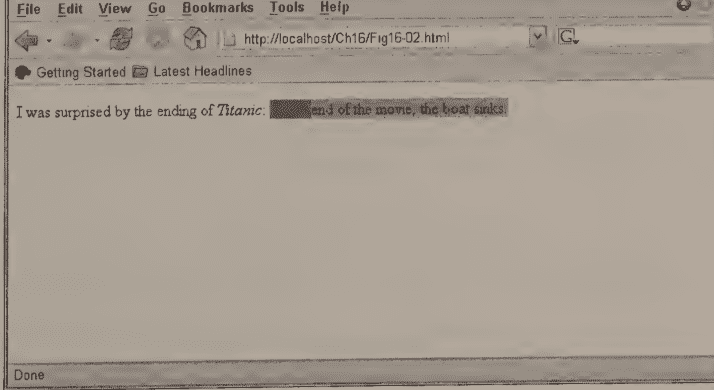 File Edit View Go Bookmarks Tools Help
http://localhost/Ch16/Fig16-02.html G
Getting Started Latest Headlines
I was surprised by the ending of Titanic: end of the movie, the boat sinks.
Done